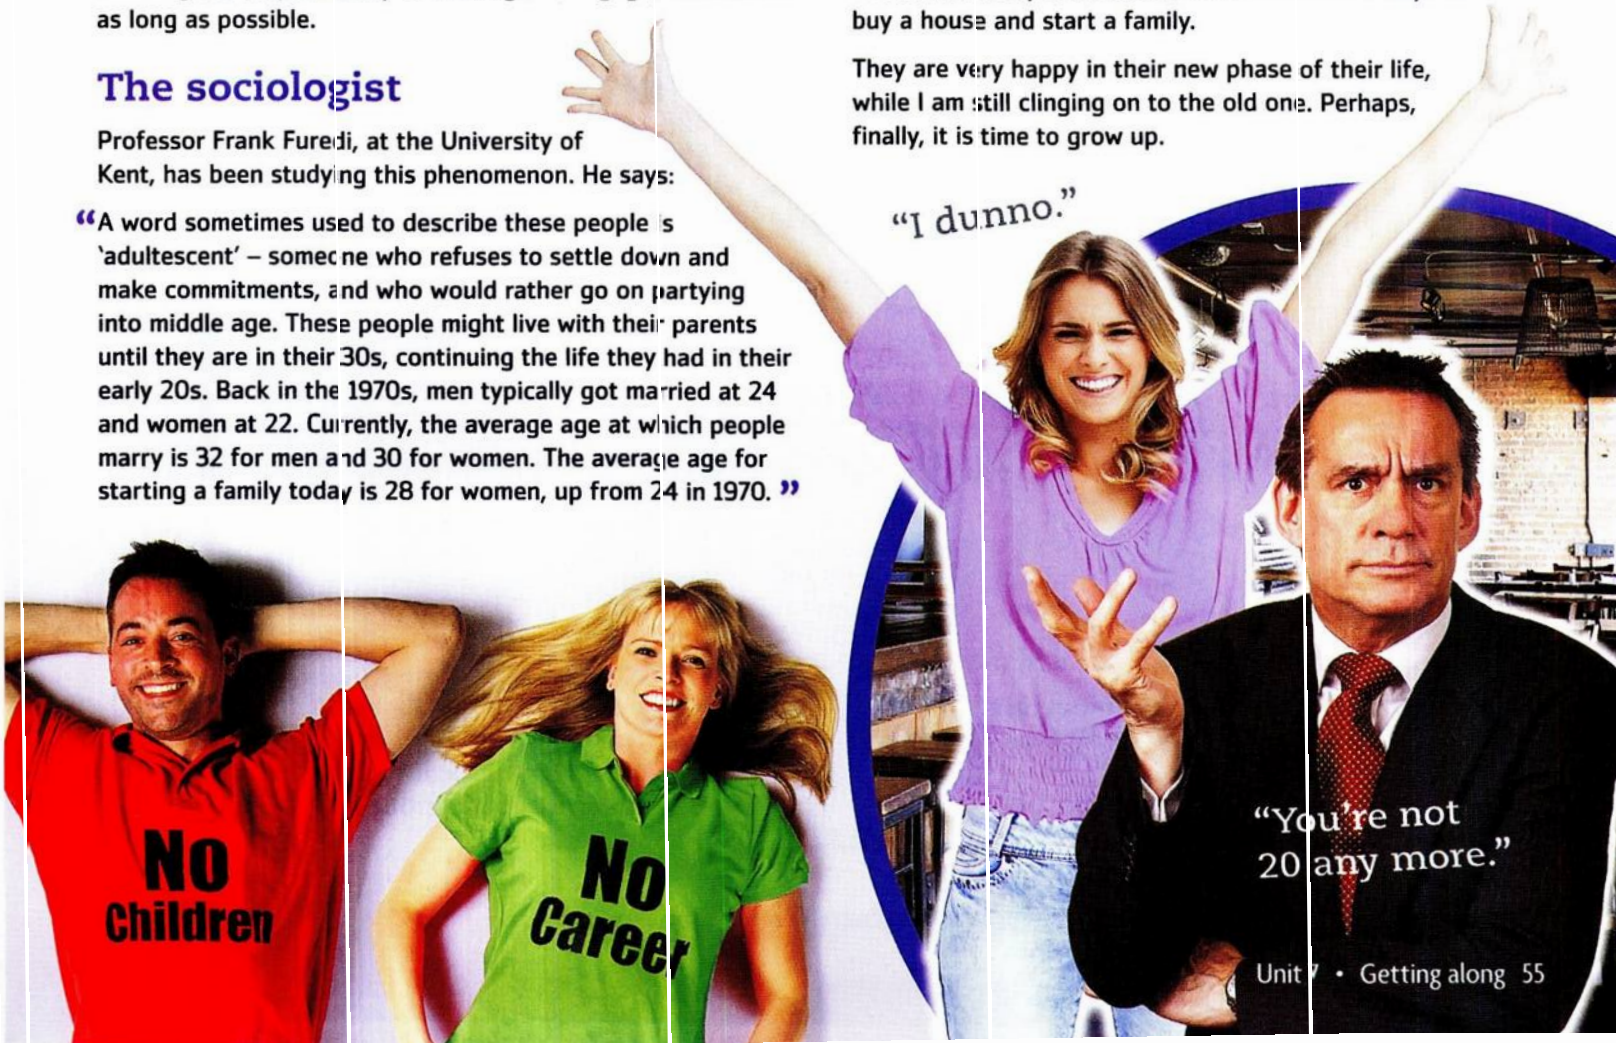 as long as possible.
The sociologist
Professor Frank Furedi, at the University of
Kent, has been studying this phenomenon. He says:
“A word sometimes used to describe these people is
‘adultescent’ – someone who refuses to settle down and
make commitments, and who would rather go on partying
into middle age. These people might live with their parents
until they are in their 30s, continuing the life they had in their
early 20s. Back in the 1970s, men typically got married at 24
and women at 22. Currently, the average age at which people
marry is 32 for men and 30 for women. The average age for
starting a family today is 28 for women, up from 24 in 1970. ”
No
Children
No
Career
buy a house and start a family.
They are very happy in their new phase of their life,
while I am still clinging on to the old one. Perhaps,
finally, it is time to grow up.
“I dunno.”
“You’re not
20 any more.”
Unit 7 • Getting along 55